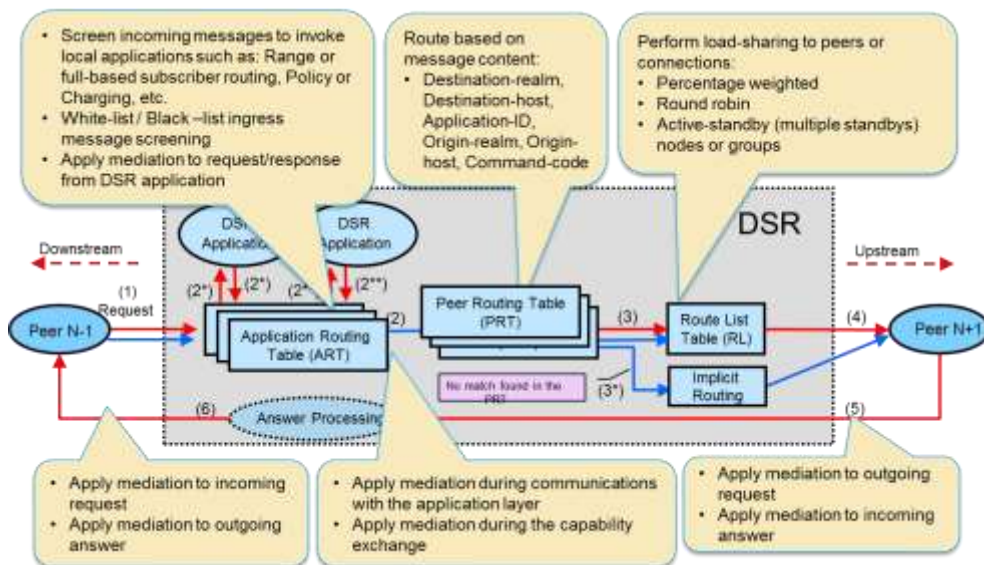 • Screen incoming messages to invoke
local applications such as: Range or
full-based subscriber routing, Policy or
Charging, etc.
• White-list / Black –list ingress
message screening
• Apply mediation to request/response
from DSR application
Route based on
message content:
• Destination-realm,
Destination-host,
Application-ID,
Origin-realm, Origin-
host, Command-code
Perform load-sharing to peers or
connections:
• Percentage weighted
• Round robin
• Active-standby (multiple standbys)
nodes or groups
DSR
Application
DSR
Application
DSR
Downstream
Upstream
(1)
Request
(2*)
(2*)
(2*
(2**)
Peer N-1
Application Routing
Table (ART)
(2)
Peer Routing Table
(PRT)
(3)
Route List
Table (RL)
(4)
Peer N+1
No match found in the
PRT
(3*)
Implicit
Routing
(6)
Answer Processing
(5)
• Apply mediation to incoming
request
• Apply mediation to outgoing
answer
• Apply mediation during communications
with the application layer
• Apply mediation during the capability
exchange
• Apply mediation to outgoing
request
• Apply mediation to incoming
answer